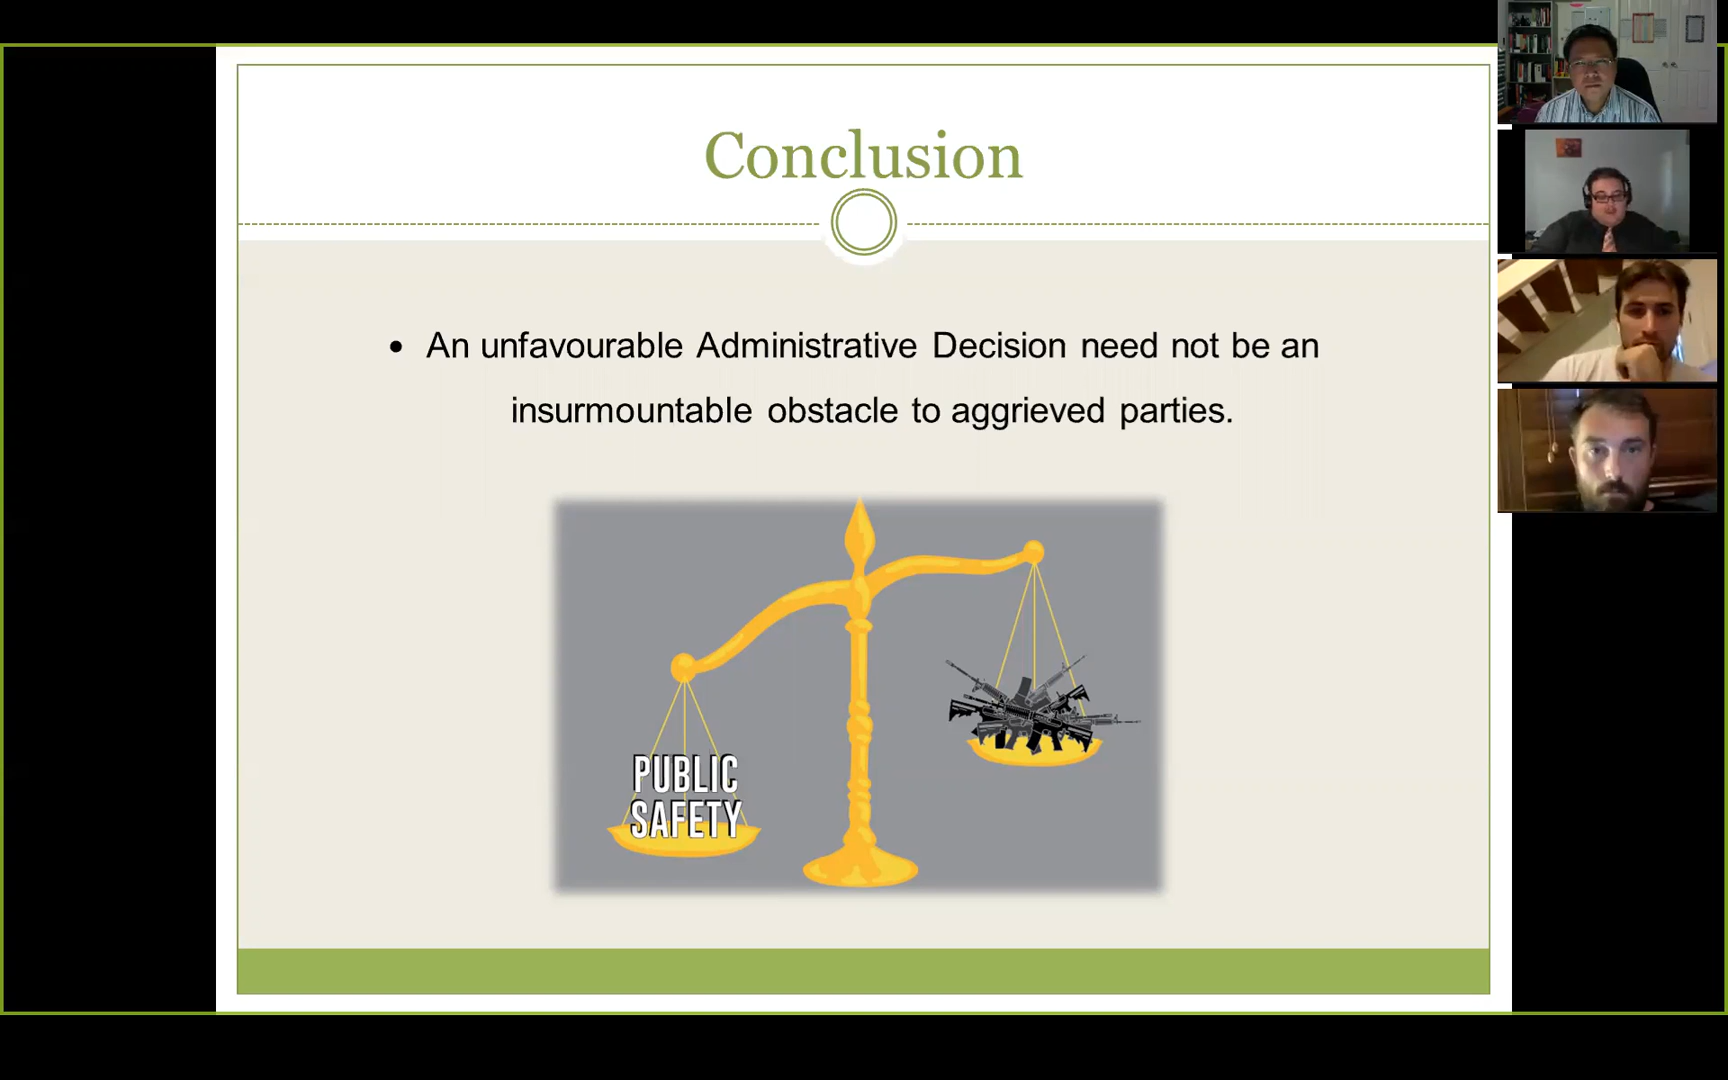 Conclusion
• An unfavourable Administrative Decision need not be an
insurmountable obstacle to aggrieved parties.
PUBLIC
SAFETY